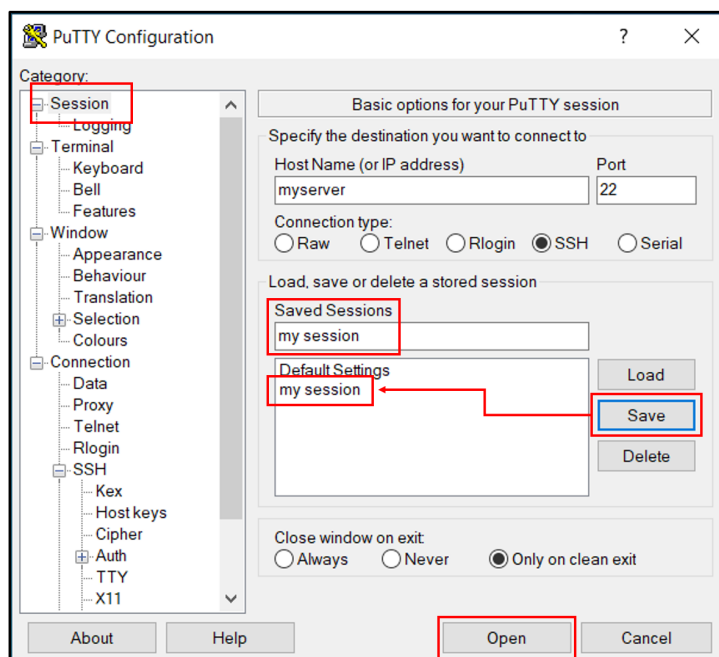 PuTTY Configuration
?
Category:
Session
Logging
Terminal
Keyboard
Bell
Features
Window
Appearance
Behaviour
Translation
Selection
Colours
Connection
Data
Proxy
Telnet
Rlogin
SSH
Kex
Host keys
Cipher
Auth
TTY
X11
Basic options for your PuTTY session
Specify the destination you want to connect to
Host Name (or IP address) Port
myserver 22
Connection type:
Raw Telnet Rlogin SSH Serial
Load, save or delete a stored session
Saved Sessions
my session
Default Settings
my session
Load
Save
Delete
Close window on exit:
Always Never Only on clean exit
About Help Open Cancel